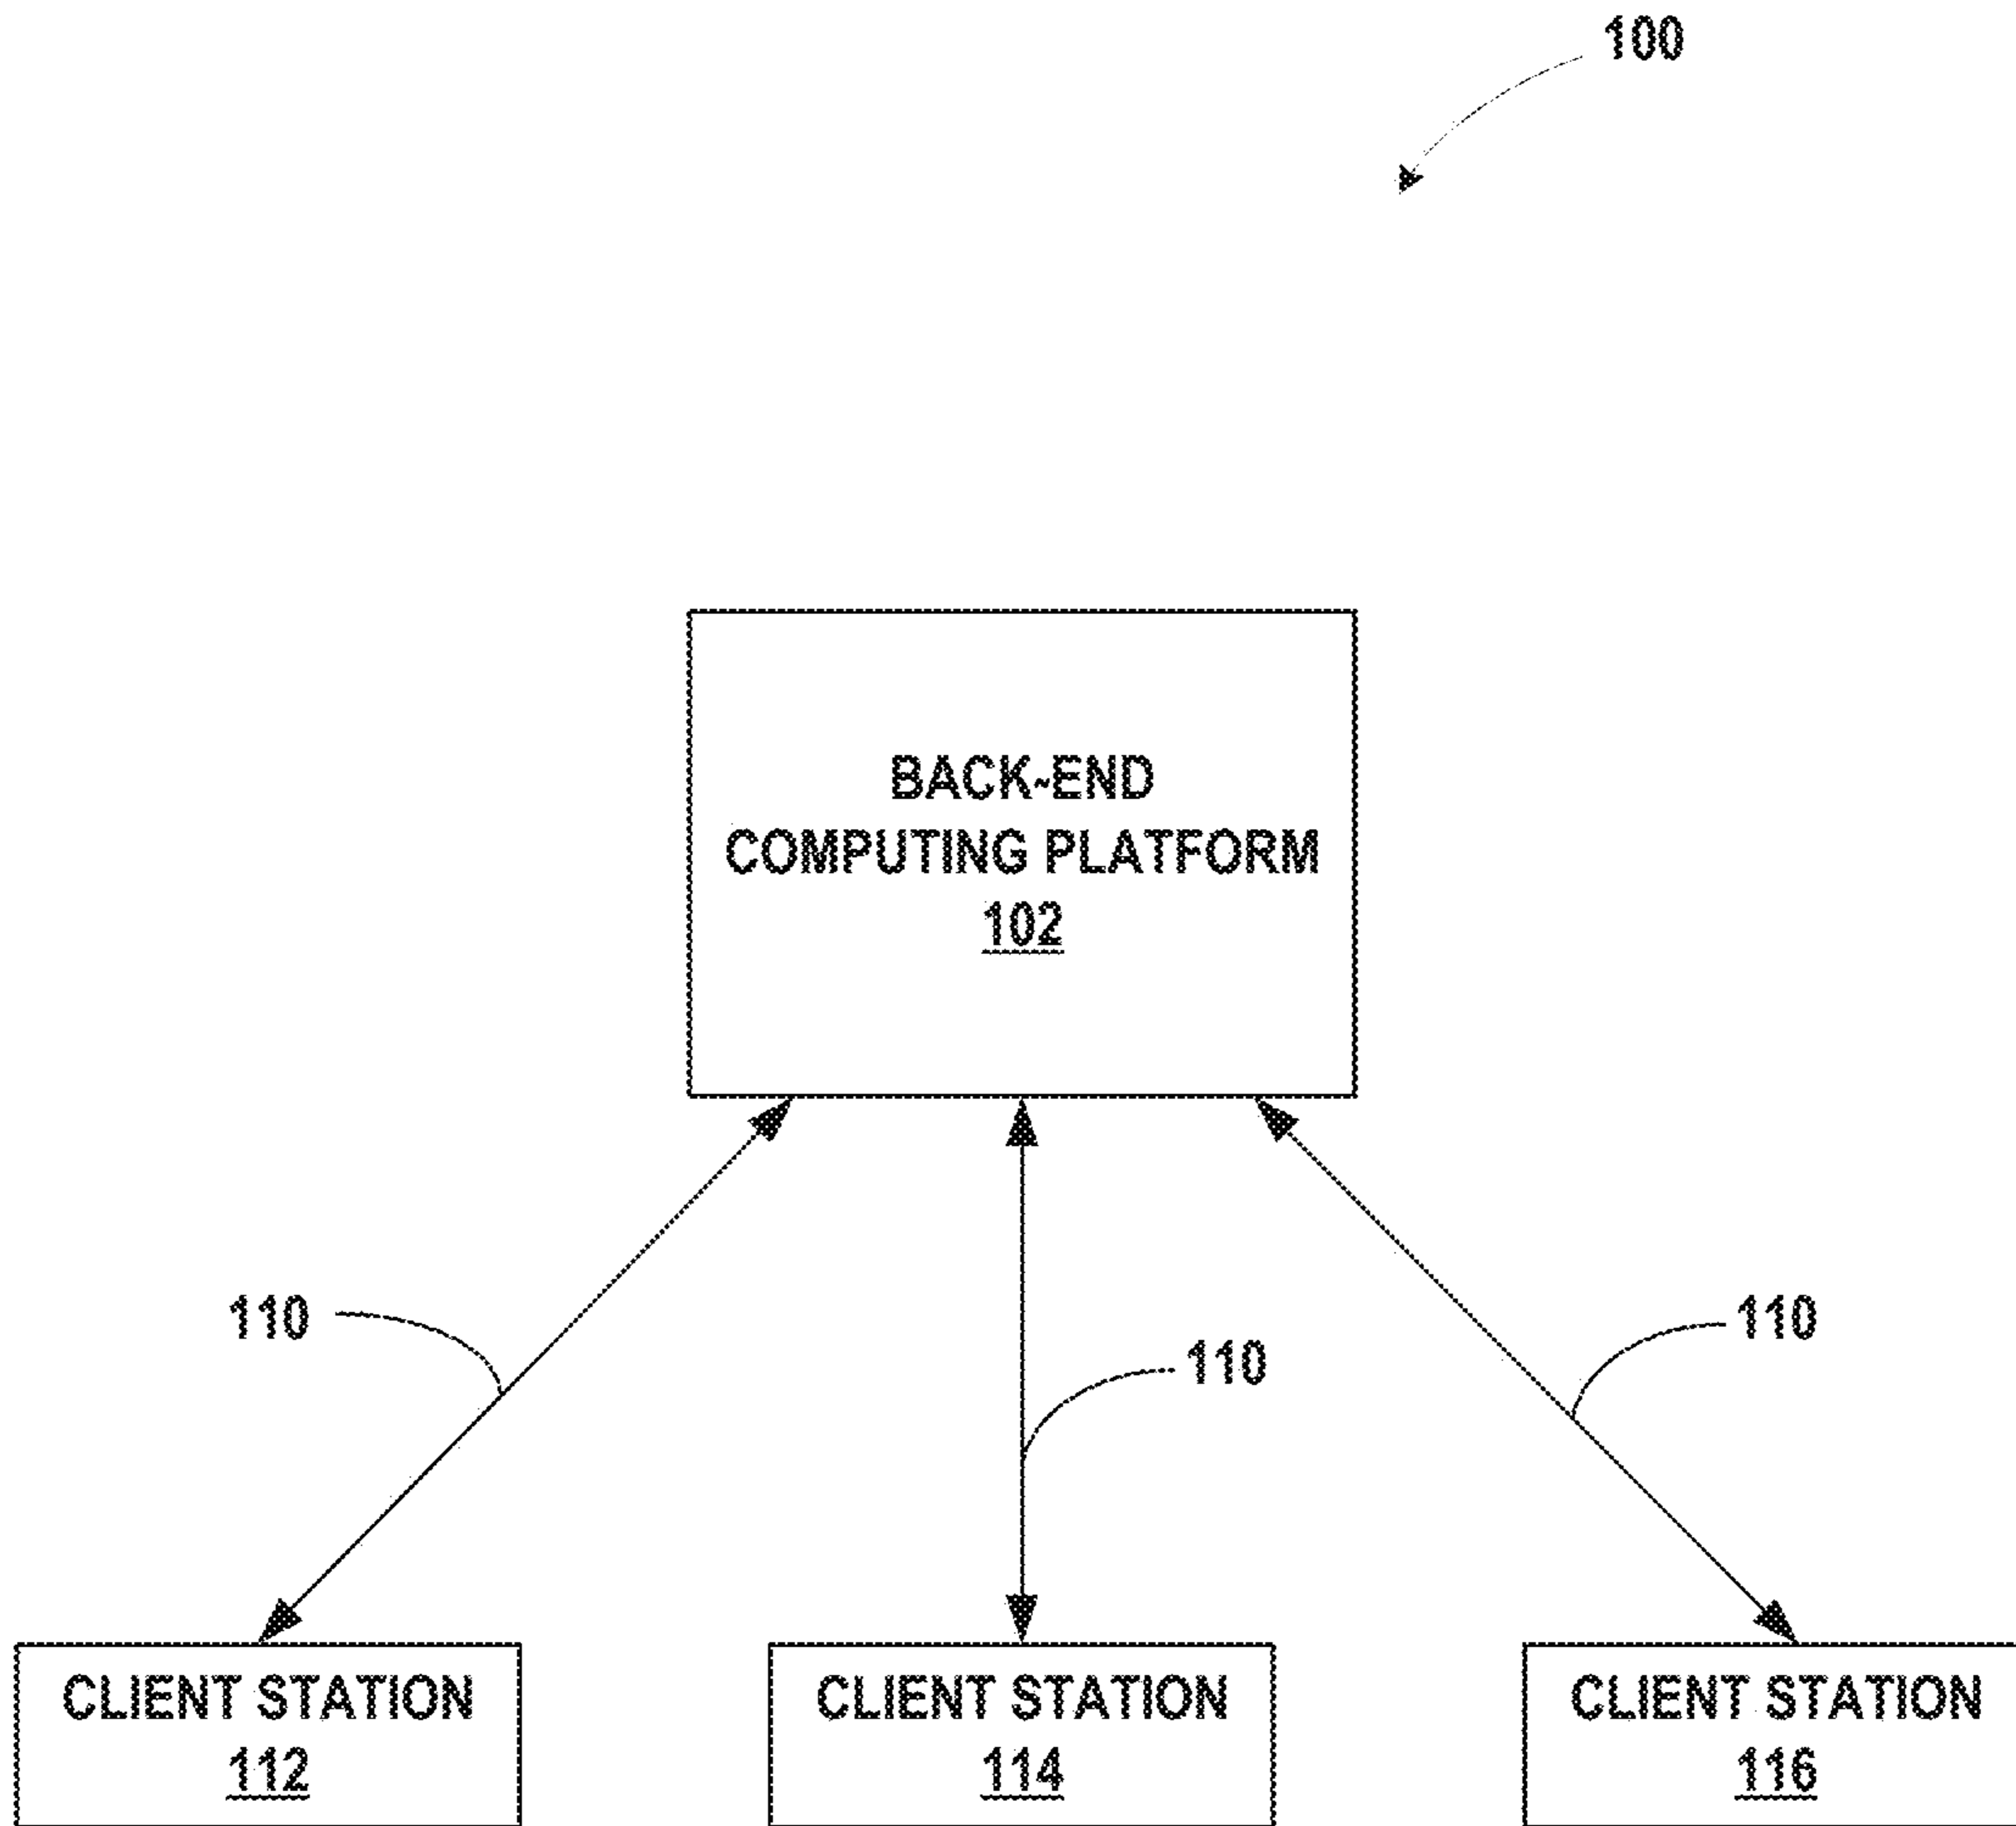 100
BACK-END
COMPUTING PLATFORM
102
110
110
110
CLIENT STATION
112
CLIENT STATION
114
CLIENT STATION
116